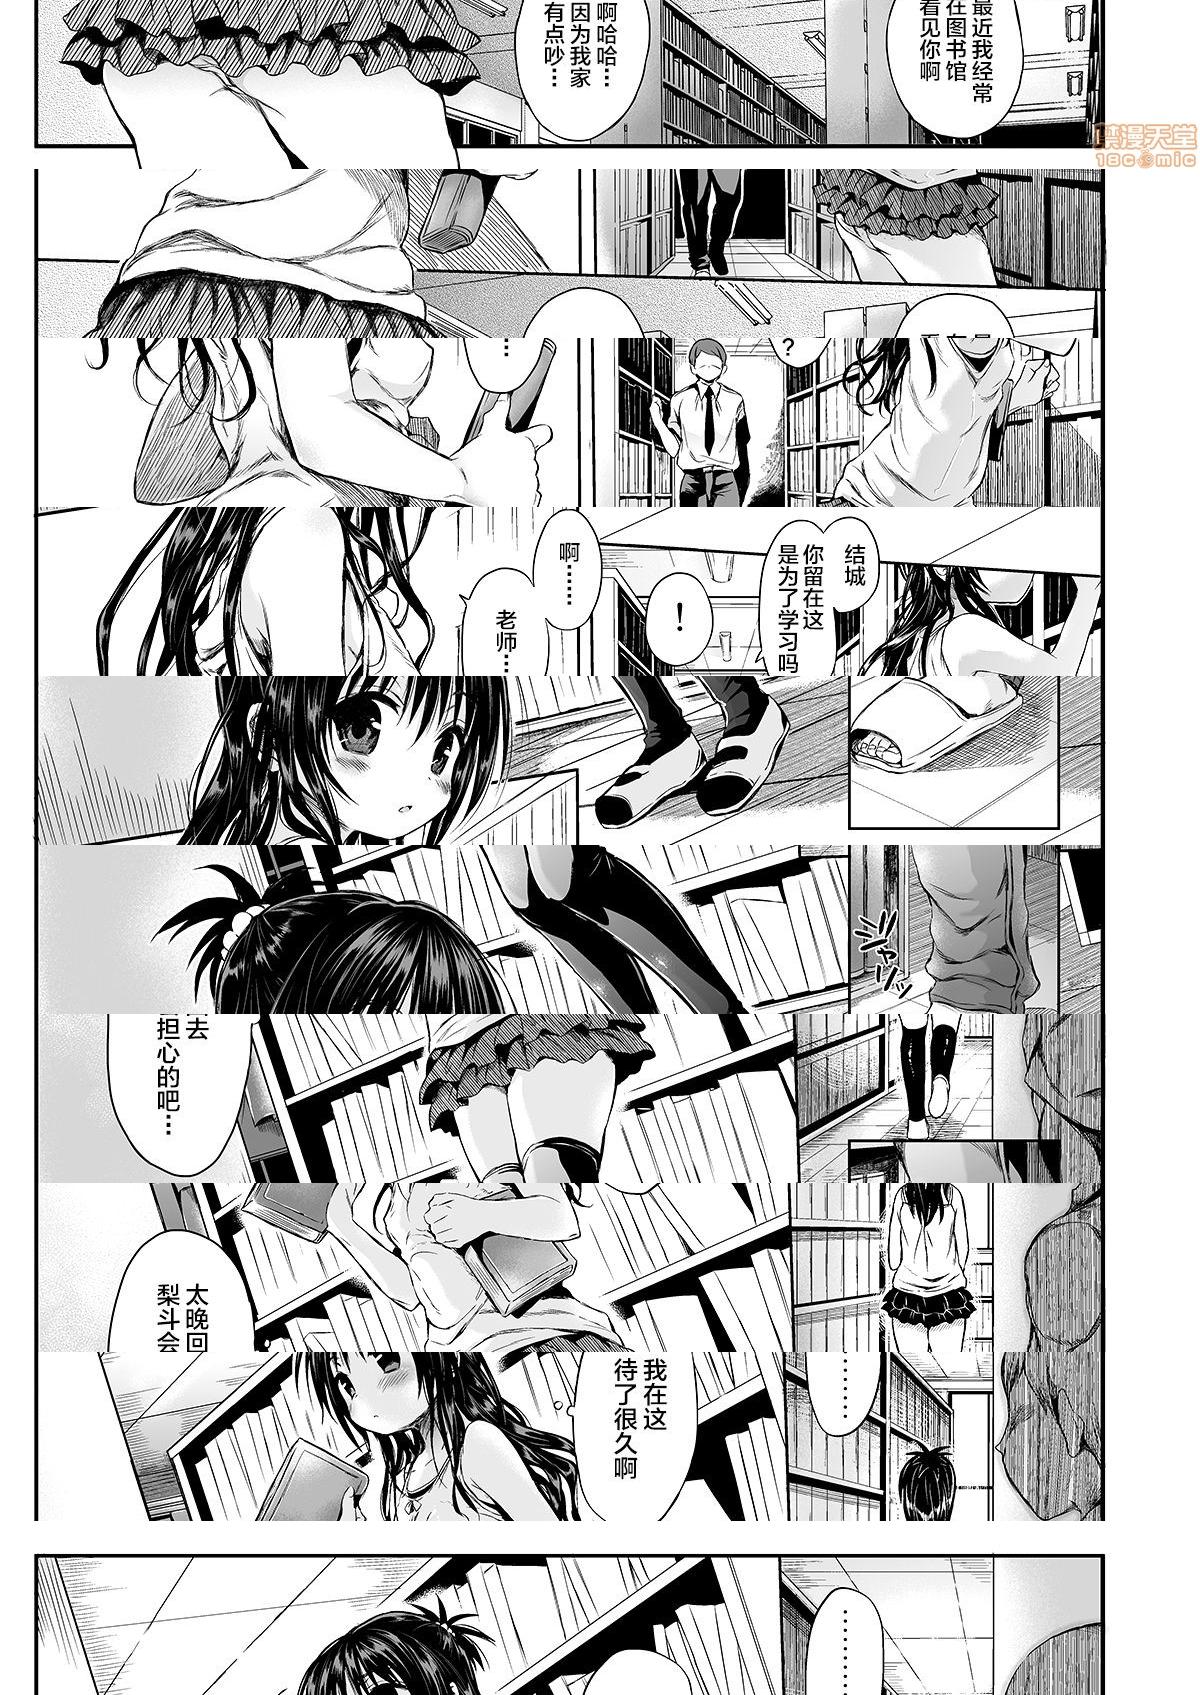 最近我经常
在图书馆
看见你啊
啊哈哈…
因为我家
有点吵…
禁漫天堂
18comic
?
…
结城
你留在这
是为了学习吗
！
啊……
老师…
ジャリッ
去
担心的吧…
太晚回
梨斗会
………
我在这
待了很久啊
………